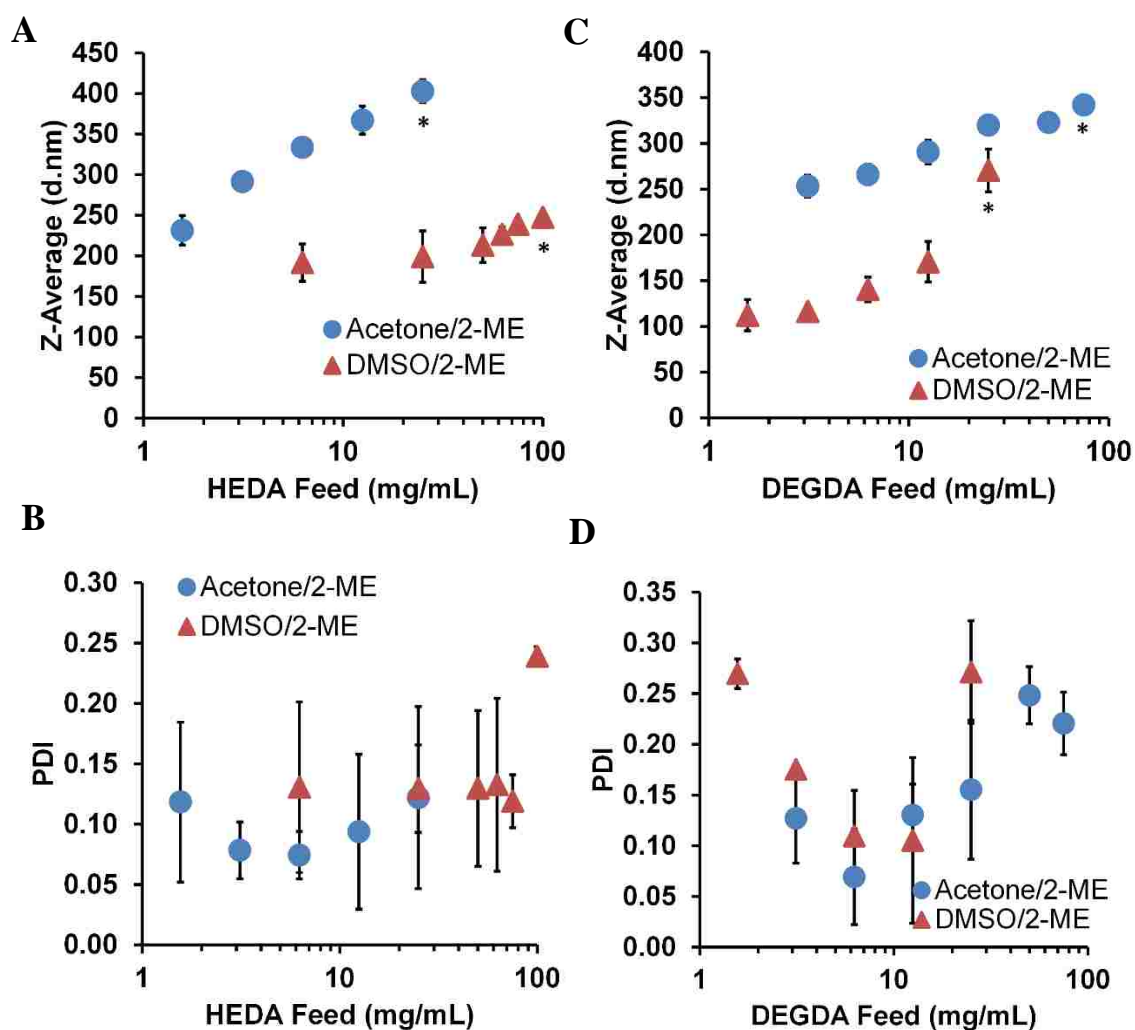 A
450
400
350
300
250
200
150
100
50
0
Z-Average (d.nm)
*
*
Acetone/2-ME
DMSO/2-ME
1 10 100
HEDA Feed (mg/mL)
C
400
350
300
250
200
150
100
50
0
Z-Average (d.nm)
*
*
Acetone/2-ME
DMSO/2-ME
1 10 100
DEGDA Feed (mg/mL)
B
0.30
0.25
0.20
0.15
0.10
0.05
0.00
PDI
Acetone/2-ME
DMSO/2-ME
1 10 100
HEDA Feed (mg/mL)
D
0.35
0.30
0.25
0.20
0.15
0.10
0.05
0.00
PDI
Acetone/2-ME
DMSO/2-ME
1 10 100
DEGDA Feed (mg/mL)